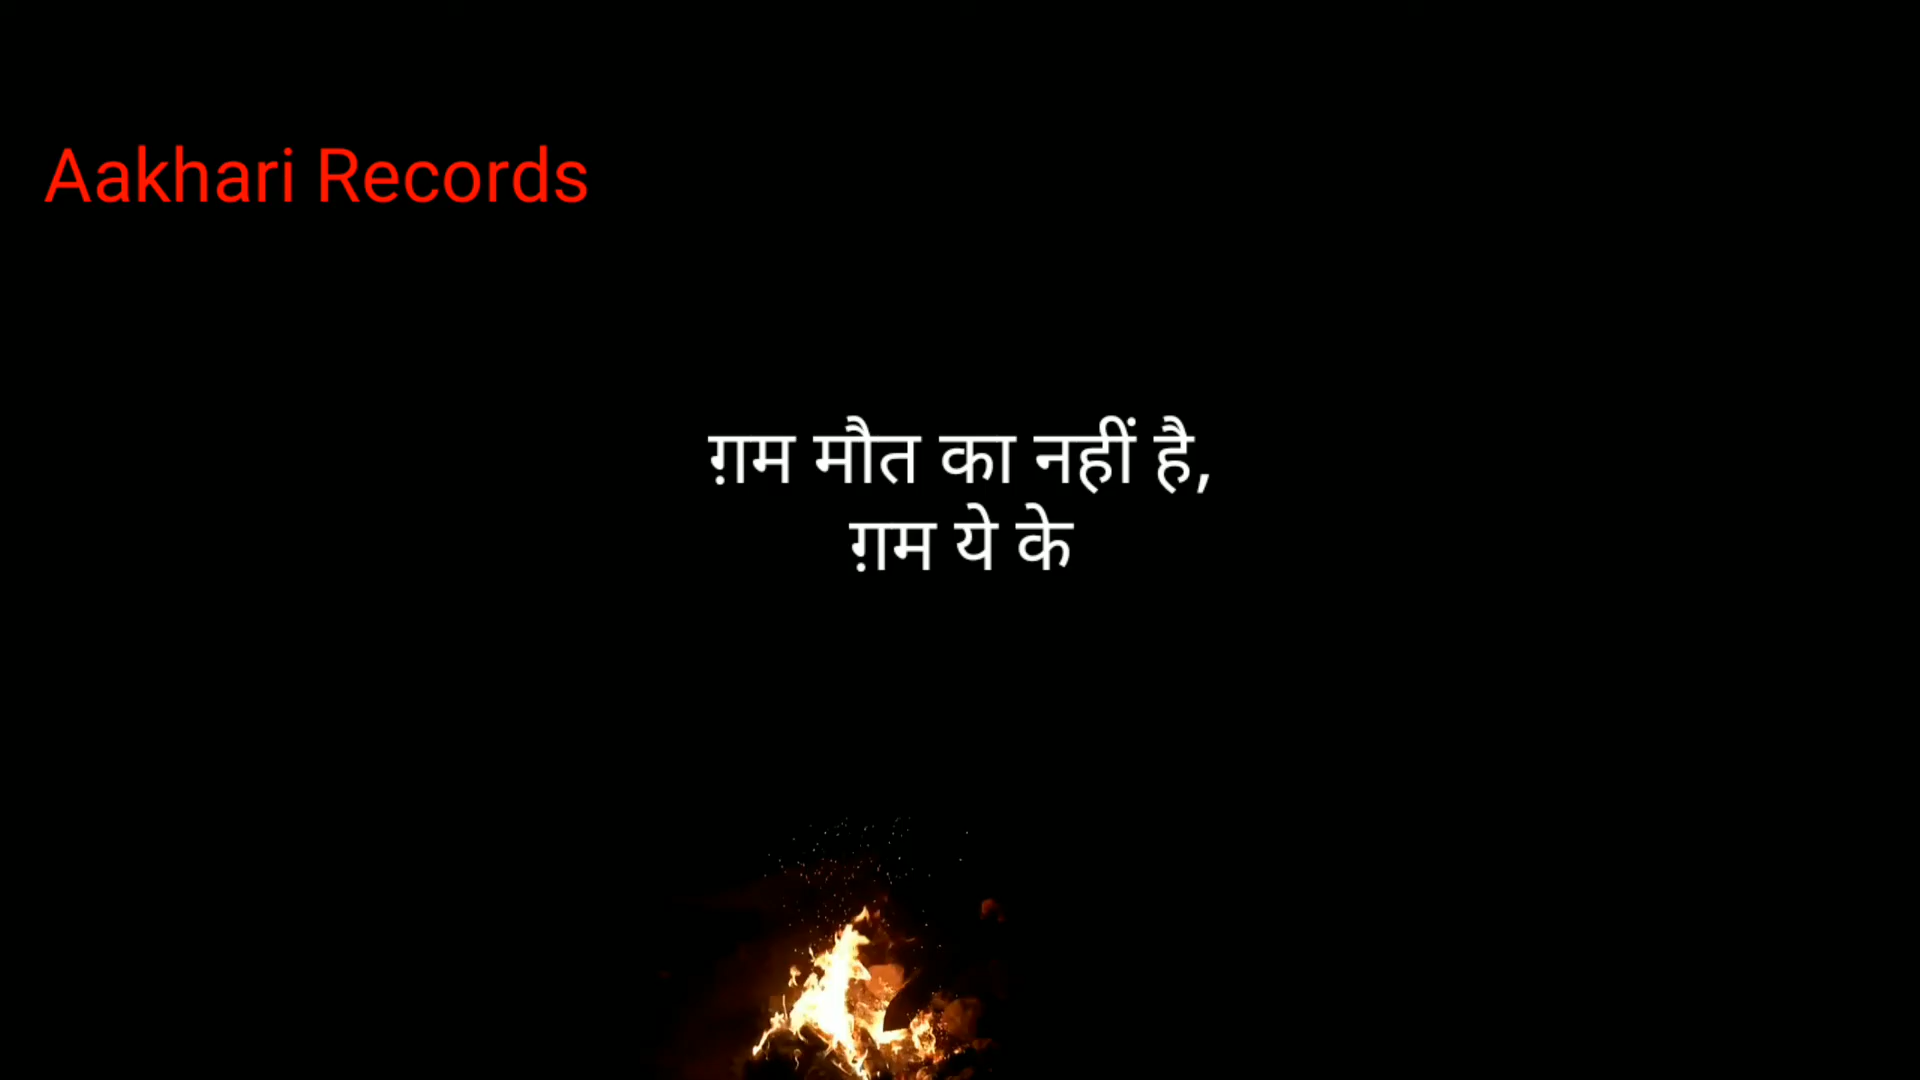 Aakhari Records
ग़म मौत का नहीं है,
ग़म ये के